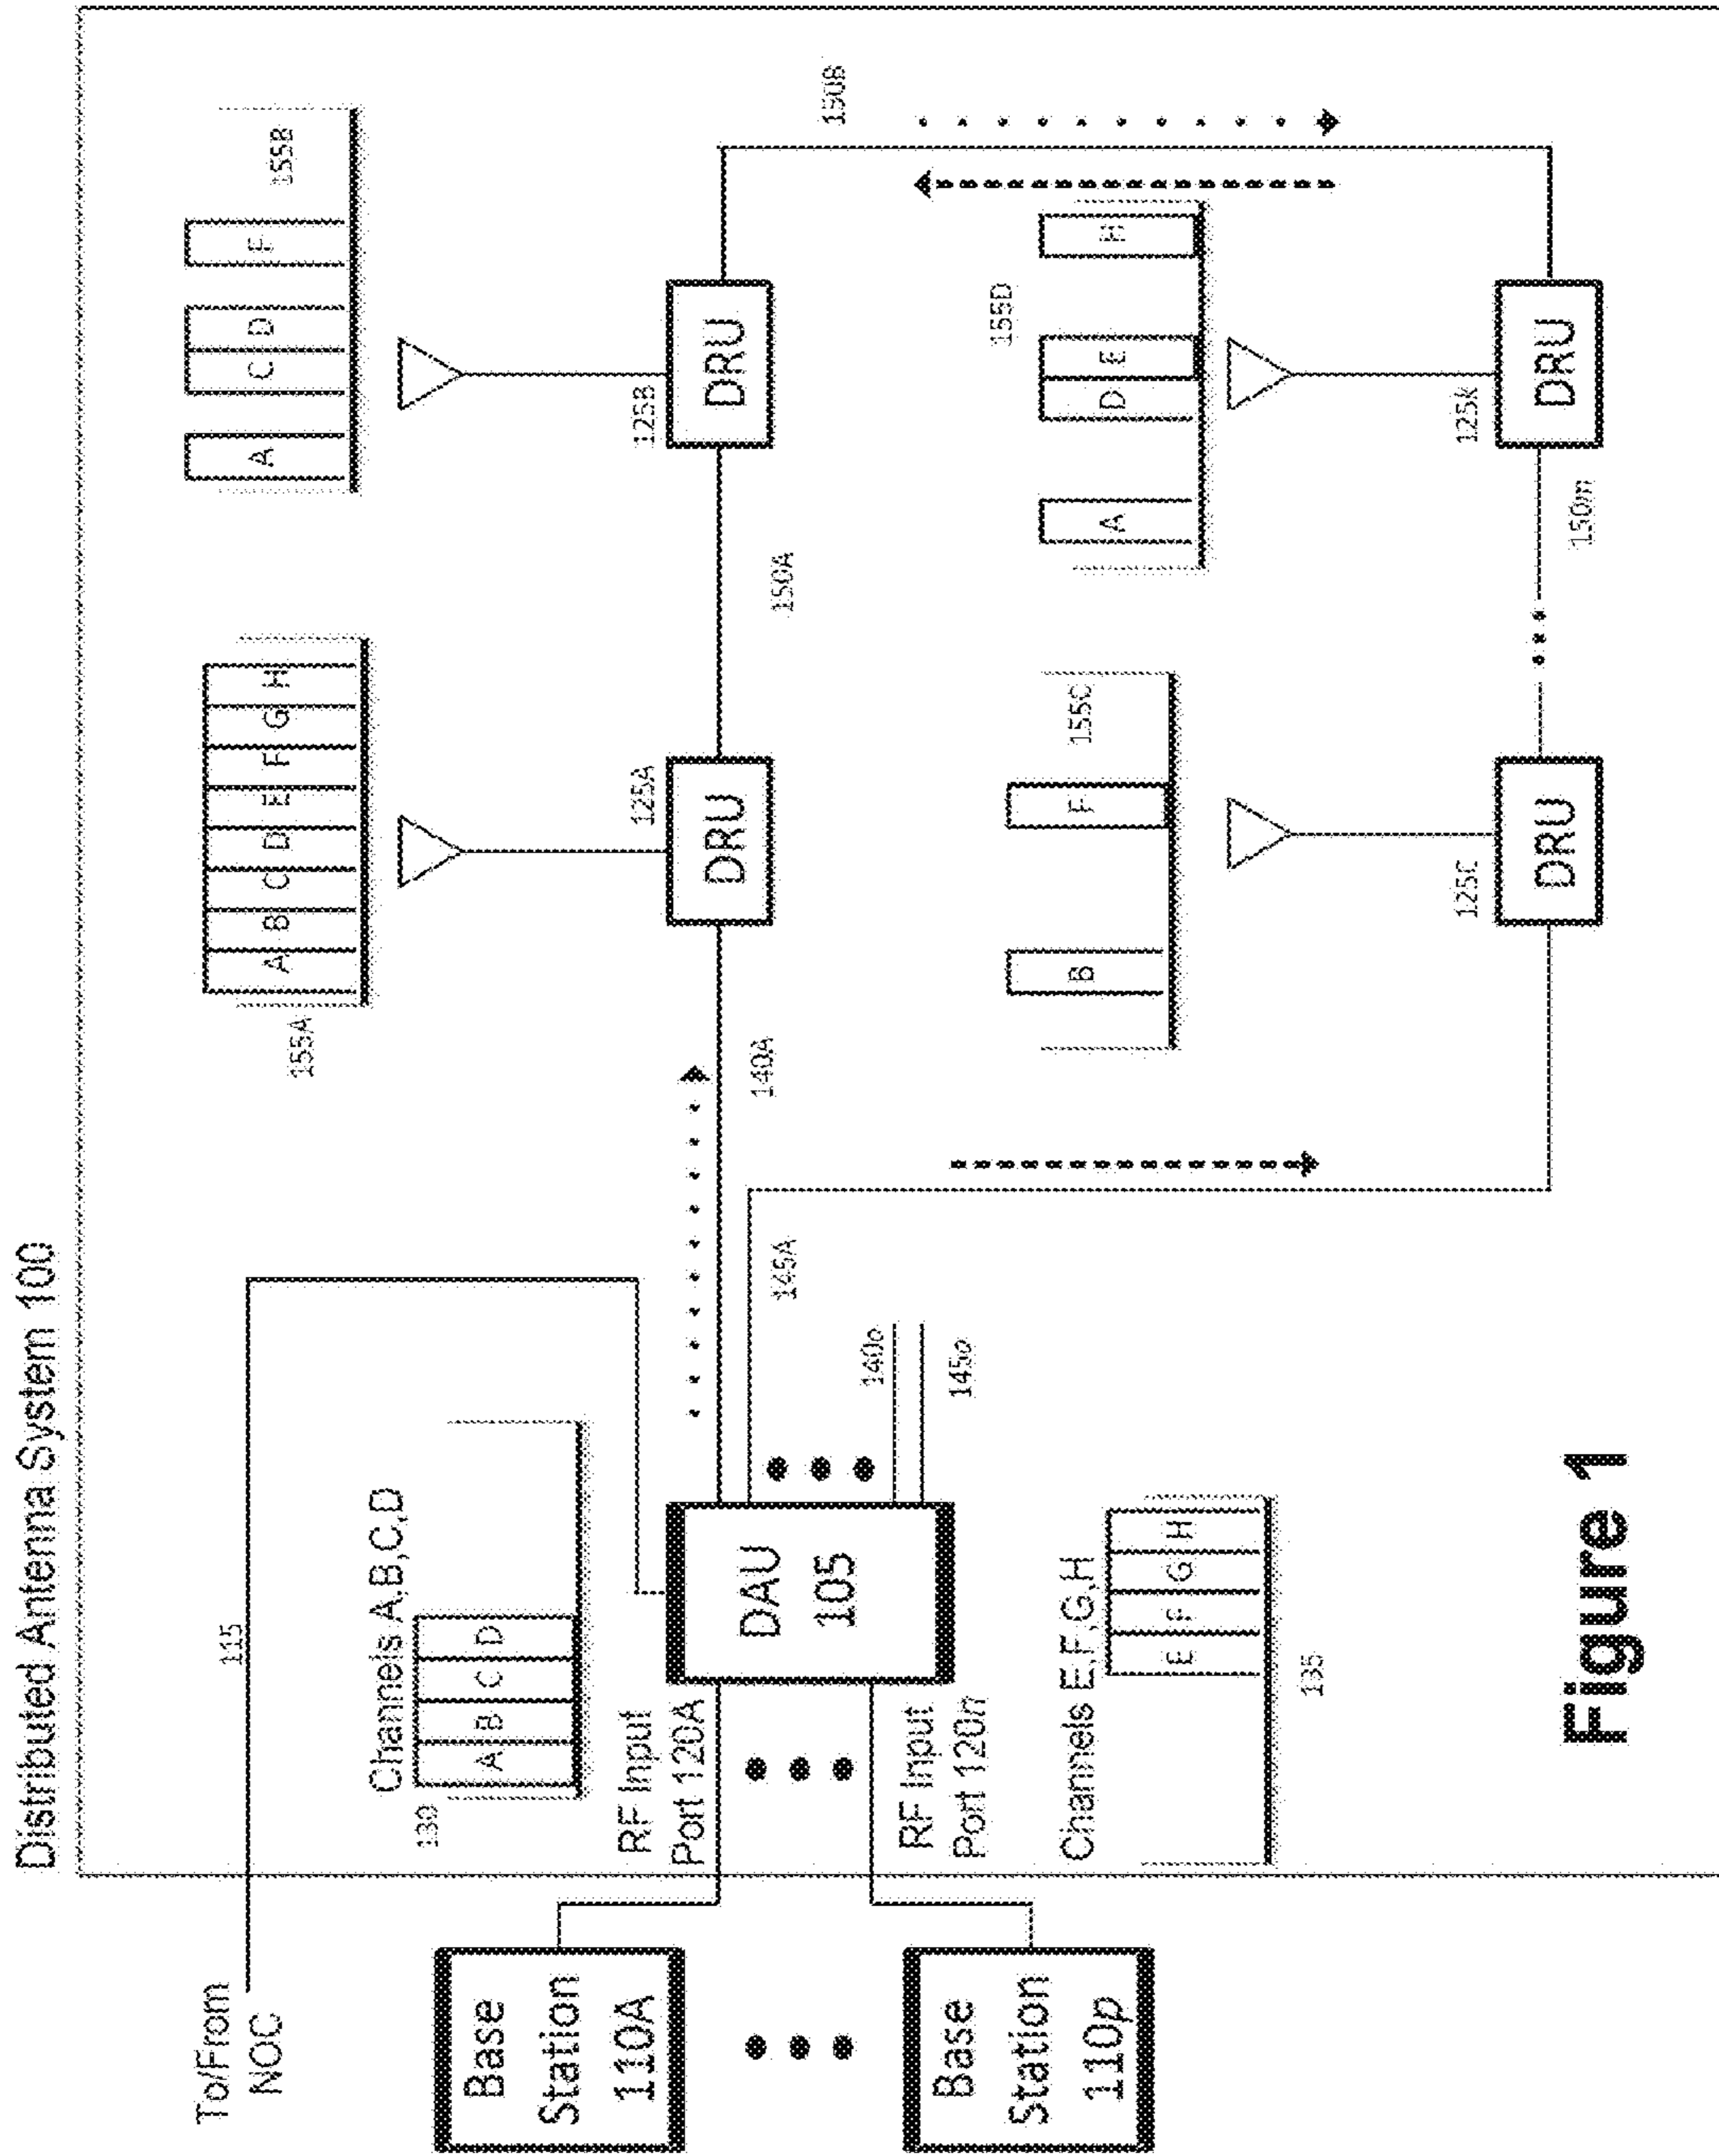 Distributed Antenna System 100
To/From
NOC
115
Channels A,B,C,D
130
A
B
C
D
RF Input
Port 120A
Base
Station
110A
DAU
105
Base
Station
110p
RF Input
Port 120n
Channels E,F,G,H
E
F
G
H
135
140o
145o
145A
140A
155A
A
B
C
D
E
F
G
H
125A
DRU
150A
A
C
D
F
155B
125B
DRU
150B
B
F
155C
125C
DRU
150m
A
D
E
H
155D
125k
DRU
Figure 1